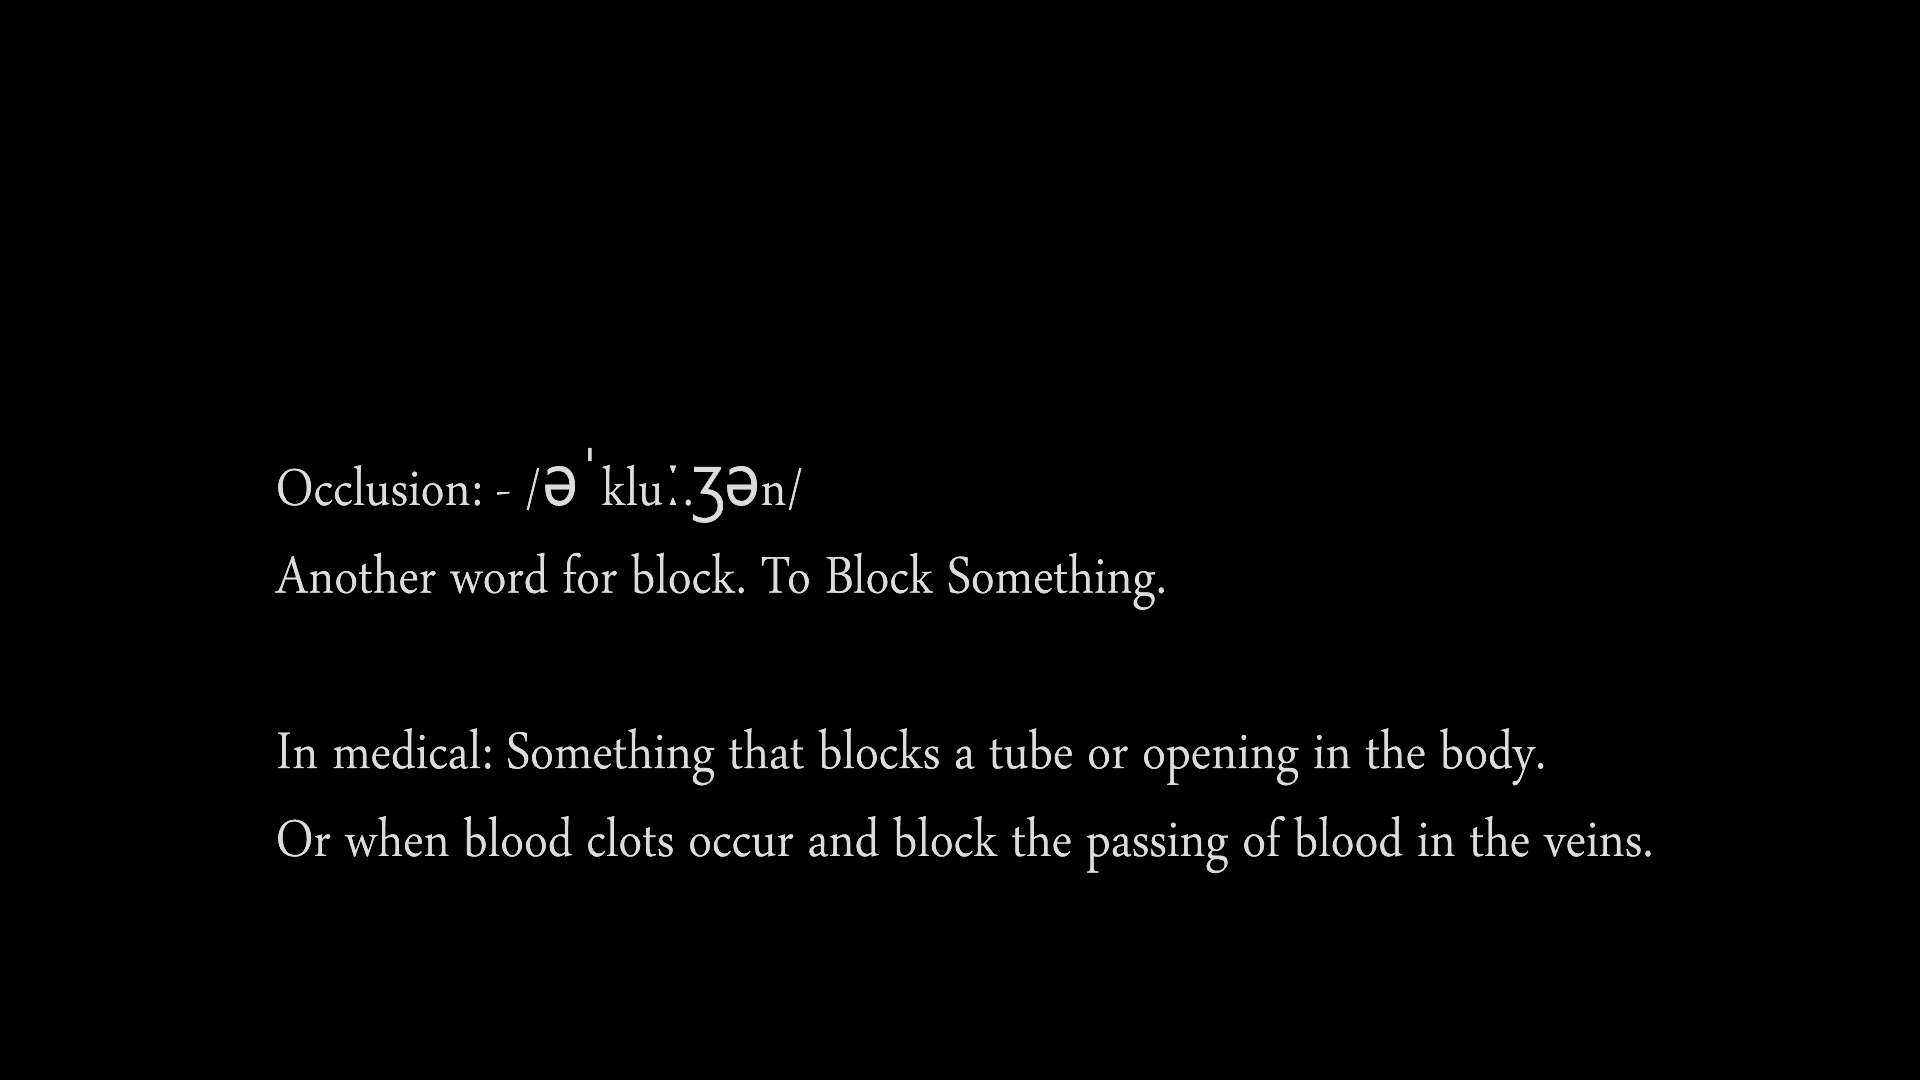 Occlusion: - /əˈkluː.ʒən/
Another word for block. To Block Something.
In medical: Something that blocks a tube or opening in the body.
Or when blood clots occur and block the passing of blood in the veins.